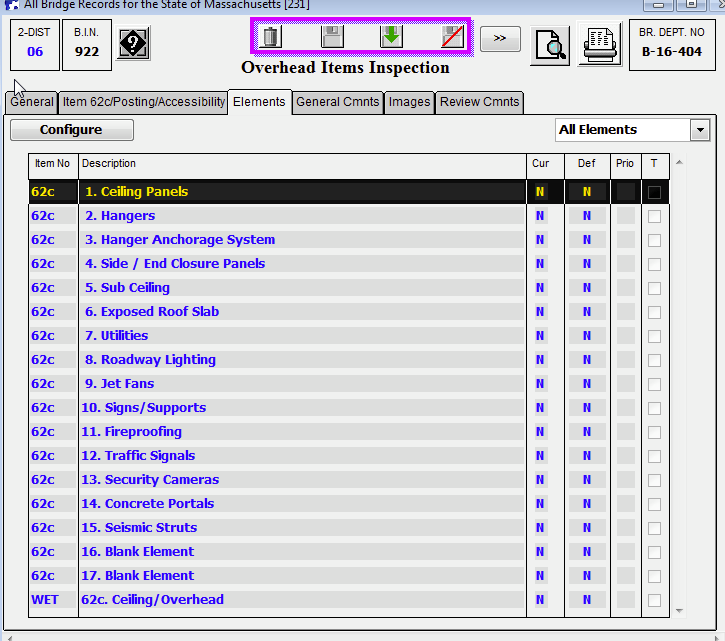 All Bridge Records for the State of Massachusetts [231]
2-DIST
06
B.I.N.
922
?
>>
BR. DEPT. NO
B-16-404
Overhead Items Inspection
General Item 62c/Posting/Accessibility Elements General Cmnts Images Review Cmnts
Configure All Elements
Item No Description Cur Def Prio T
62c 1. Ceiling Panels N N
62c 2. Hangers N N
62c 3. Hanger Anchorage System N N
62c 4. Side / End Closure Panels N N
62c 5. Sub Ceiling N N
62c 6. Exposed Roof Slab N N
62c 7. Utilities N N
62c 8. Roadway Lighting N N
62c 9. Jet Fans N N
62c 10. Signs/Supports N N
62c 11. Fireproofing N N
62c 12. Traffic Signals N N
62c 13. Security Cameras N N
62c 14. Concrete Portals N N
62c 15. Seismic Struts N N
62c 16. Blank Element N N
62c 17. Blank Element N N
WET 62c. Ceiling/Overhead N N